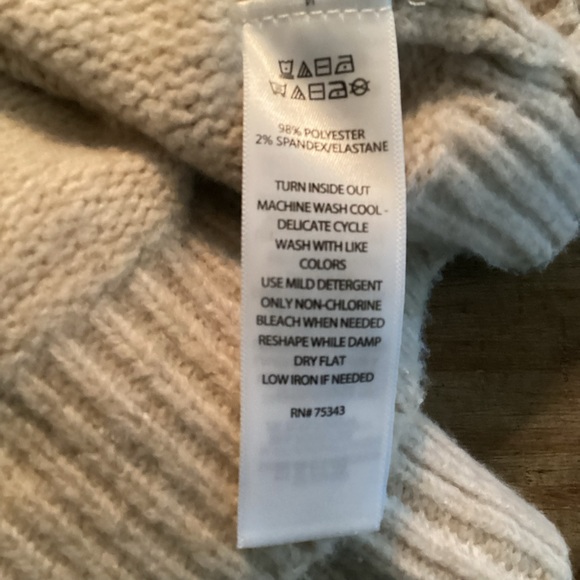 98% POLYESTER
2% SPANDEX/ELASTANE
TURN INSIDE OUT
MACHINE WASH COOL -
DELICATE CYCLE
WASH WITH LIKE
COLORS
USE MILD DETERGENT
ONLY NON-CHLORINE
BLEACH WHEN NEEDED
RESHAPE WHILE DAMP
DRY FLAT
LOW IRON IF NEEDED
RN# 75343